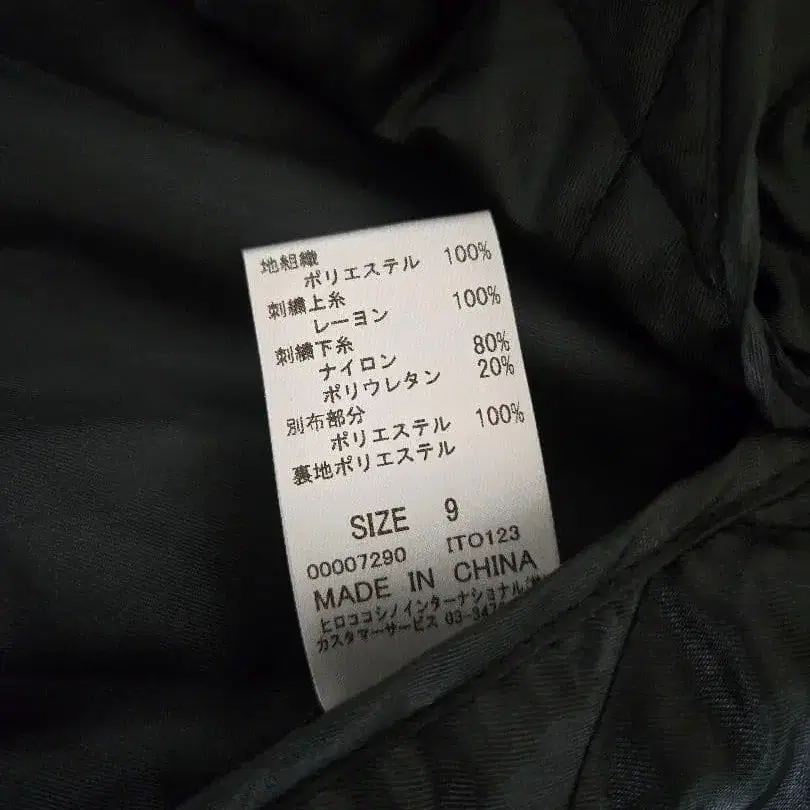 地組織
ポリエステル 100%
刺繍上糸
レーヨン 100%
刺繍下糸
ナイロン 80%
ポリウレタン 20%
別布部分
ポリエステル 100%
裏地ポリエステル
SIZE 9
00007290 ITO123
MADE IN CHINA
ヒロココシノインターナショナル
カスタマーサービス 03-347